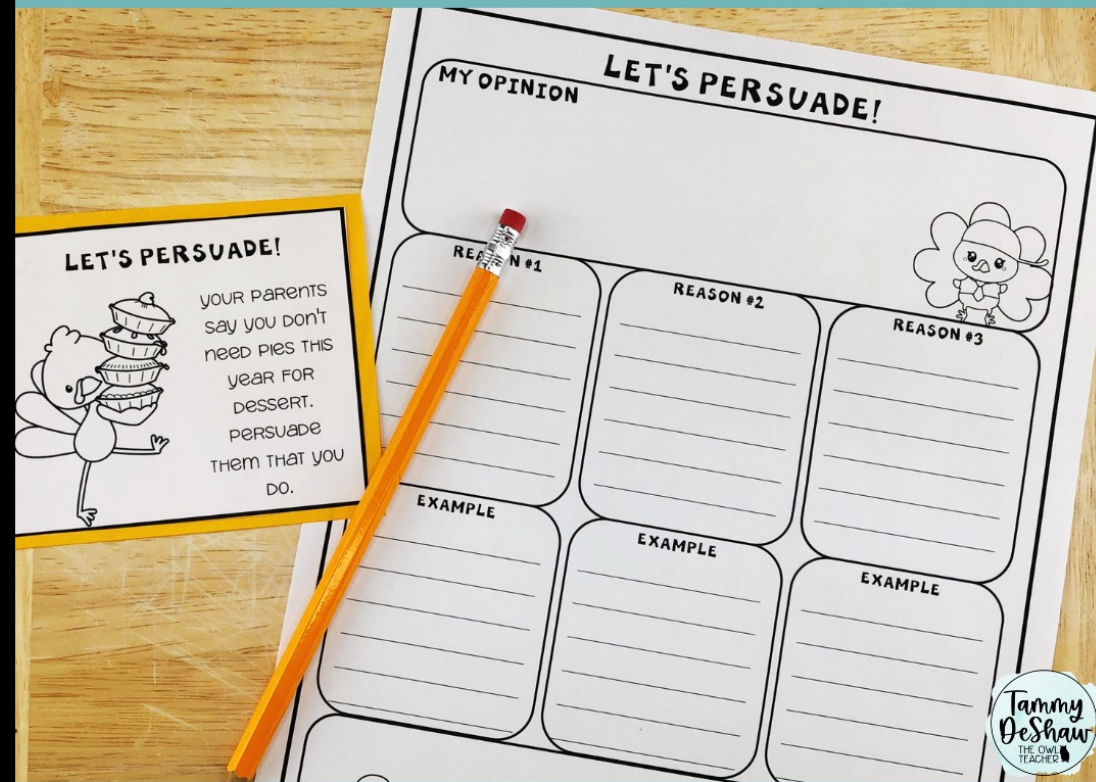 LET'S PERSUADE!
YOUR PARENTS
SAY YOU DON'T
NEED PIES THIS
YEAR FOR
DESSERT.
PERSUADE
THEM THAT YOU
DO.
LET'S PERSUADE!
MY OPINION
REASON #1
REASON #2
REASON #3
EXAMPLE
EXAMPLE
EXAMPLE
Tammy
DeShaw
THE OWL
TEACHER